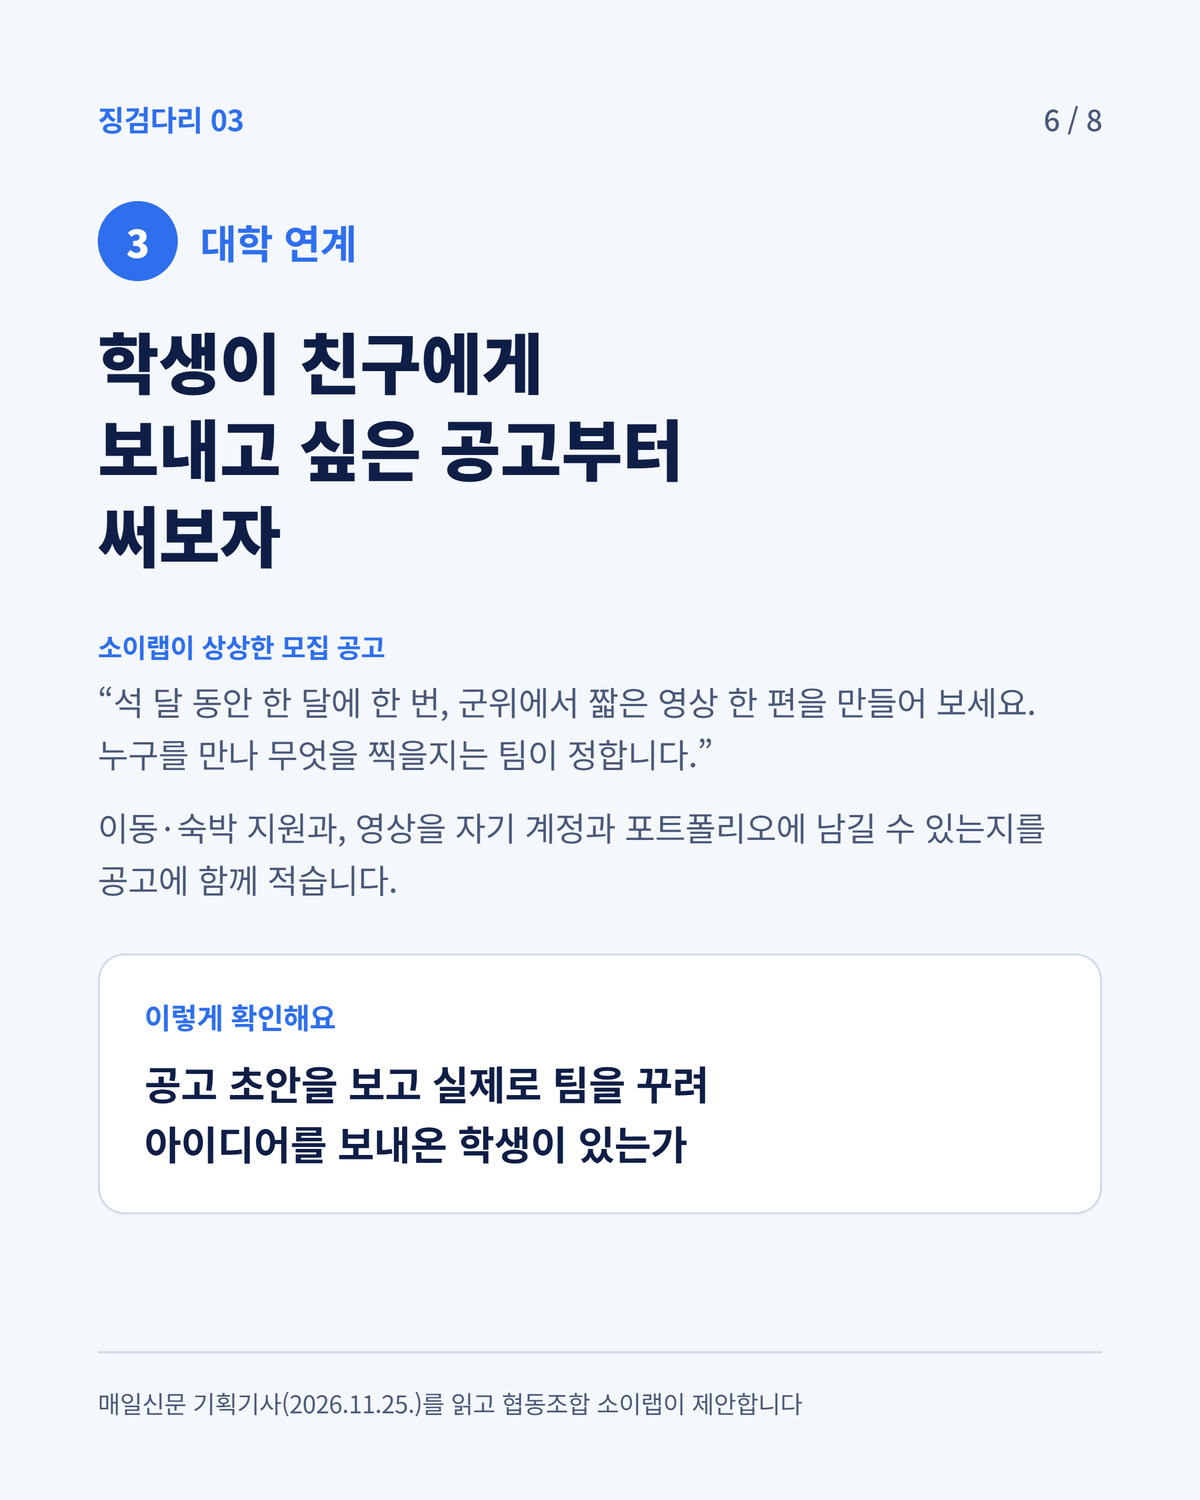 징검다리 03
6 / 8
3 대학 연계
학생이 친구에게
보내고 싶은 공고부터
써보자
소이랩이 상상한 모집 공고
“석 달 동안 한 달에 한 번, 군위에서 짧은 영상 한 편을 만들어 보세요.
누구를 만나 무엇을 찍을지는 팀이 정합니다.”
이동·숙박 지원과, 영상을 자기 계정과 포트폴리오에 남길 수 있는지를
공고에 함께 적습니다.
이렇게 확인해요
공고 초안을 보고 실제로 팀을 꾸려
아이디어를 보내온 학생이 있는가
매일신문 기획기사(2026.11.25.)를 읽고 협동조합 소이랩이 제안합니다